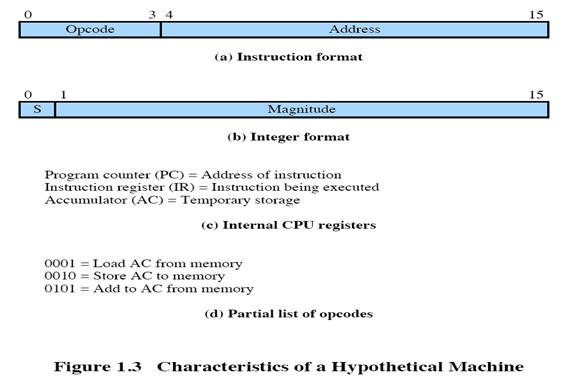 0 3 4 15
Opcode Address
(a) Instruction format
0 1 15
S Magnitude
(b) Integer format
Program counter (PC) = Address of instruction
Instruction register (IR) = Instruction being executed
Accumulator (AC) = Temporary storage
(c) Internal CPU registers
0001 = Load AC from memory
0010 = Store AC to memory
0101 = Add to AC from memory
(d) Partial list of opcodes
Figure 1.3 Characteristics of a Hypothetical Machine